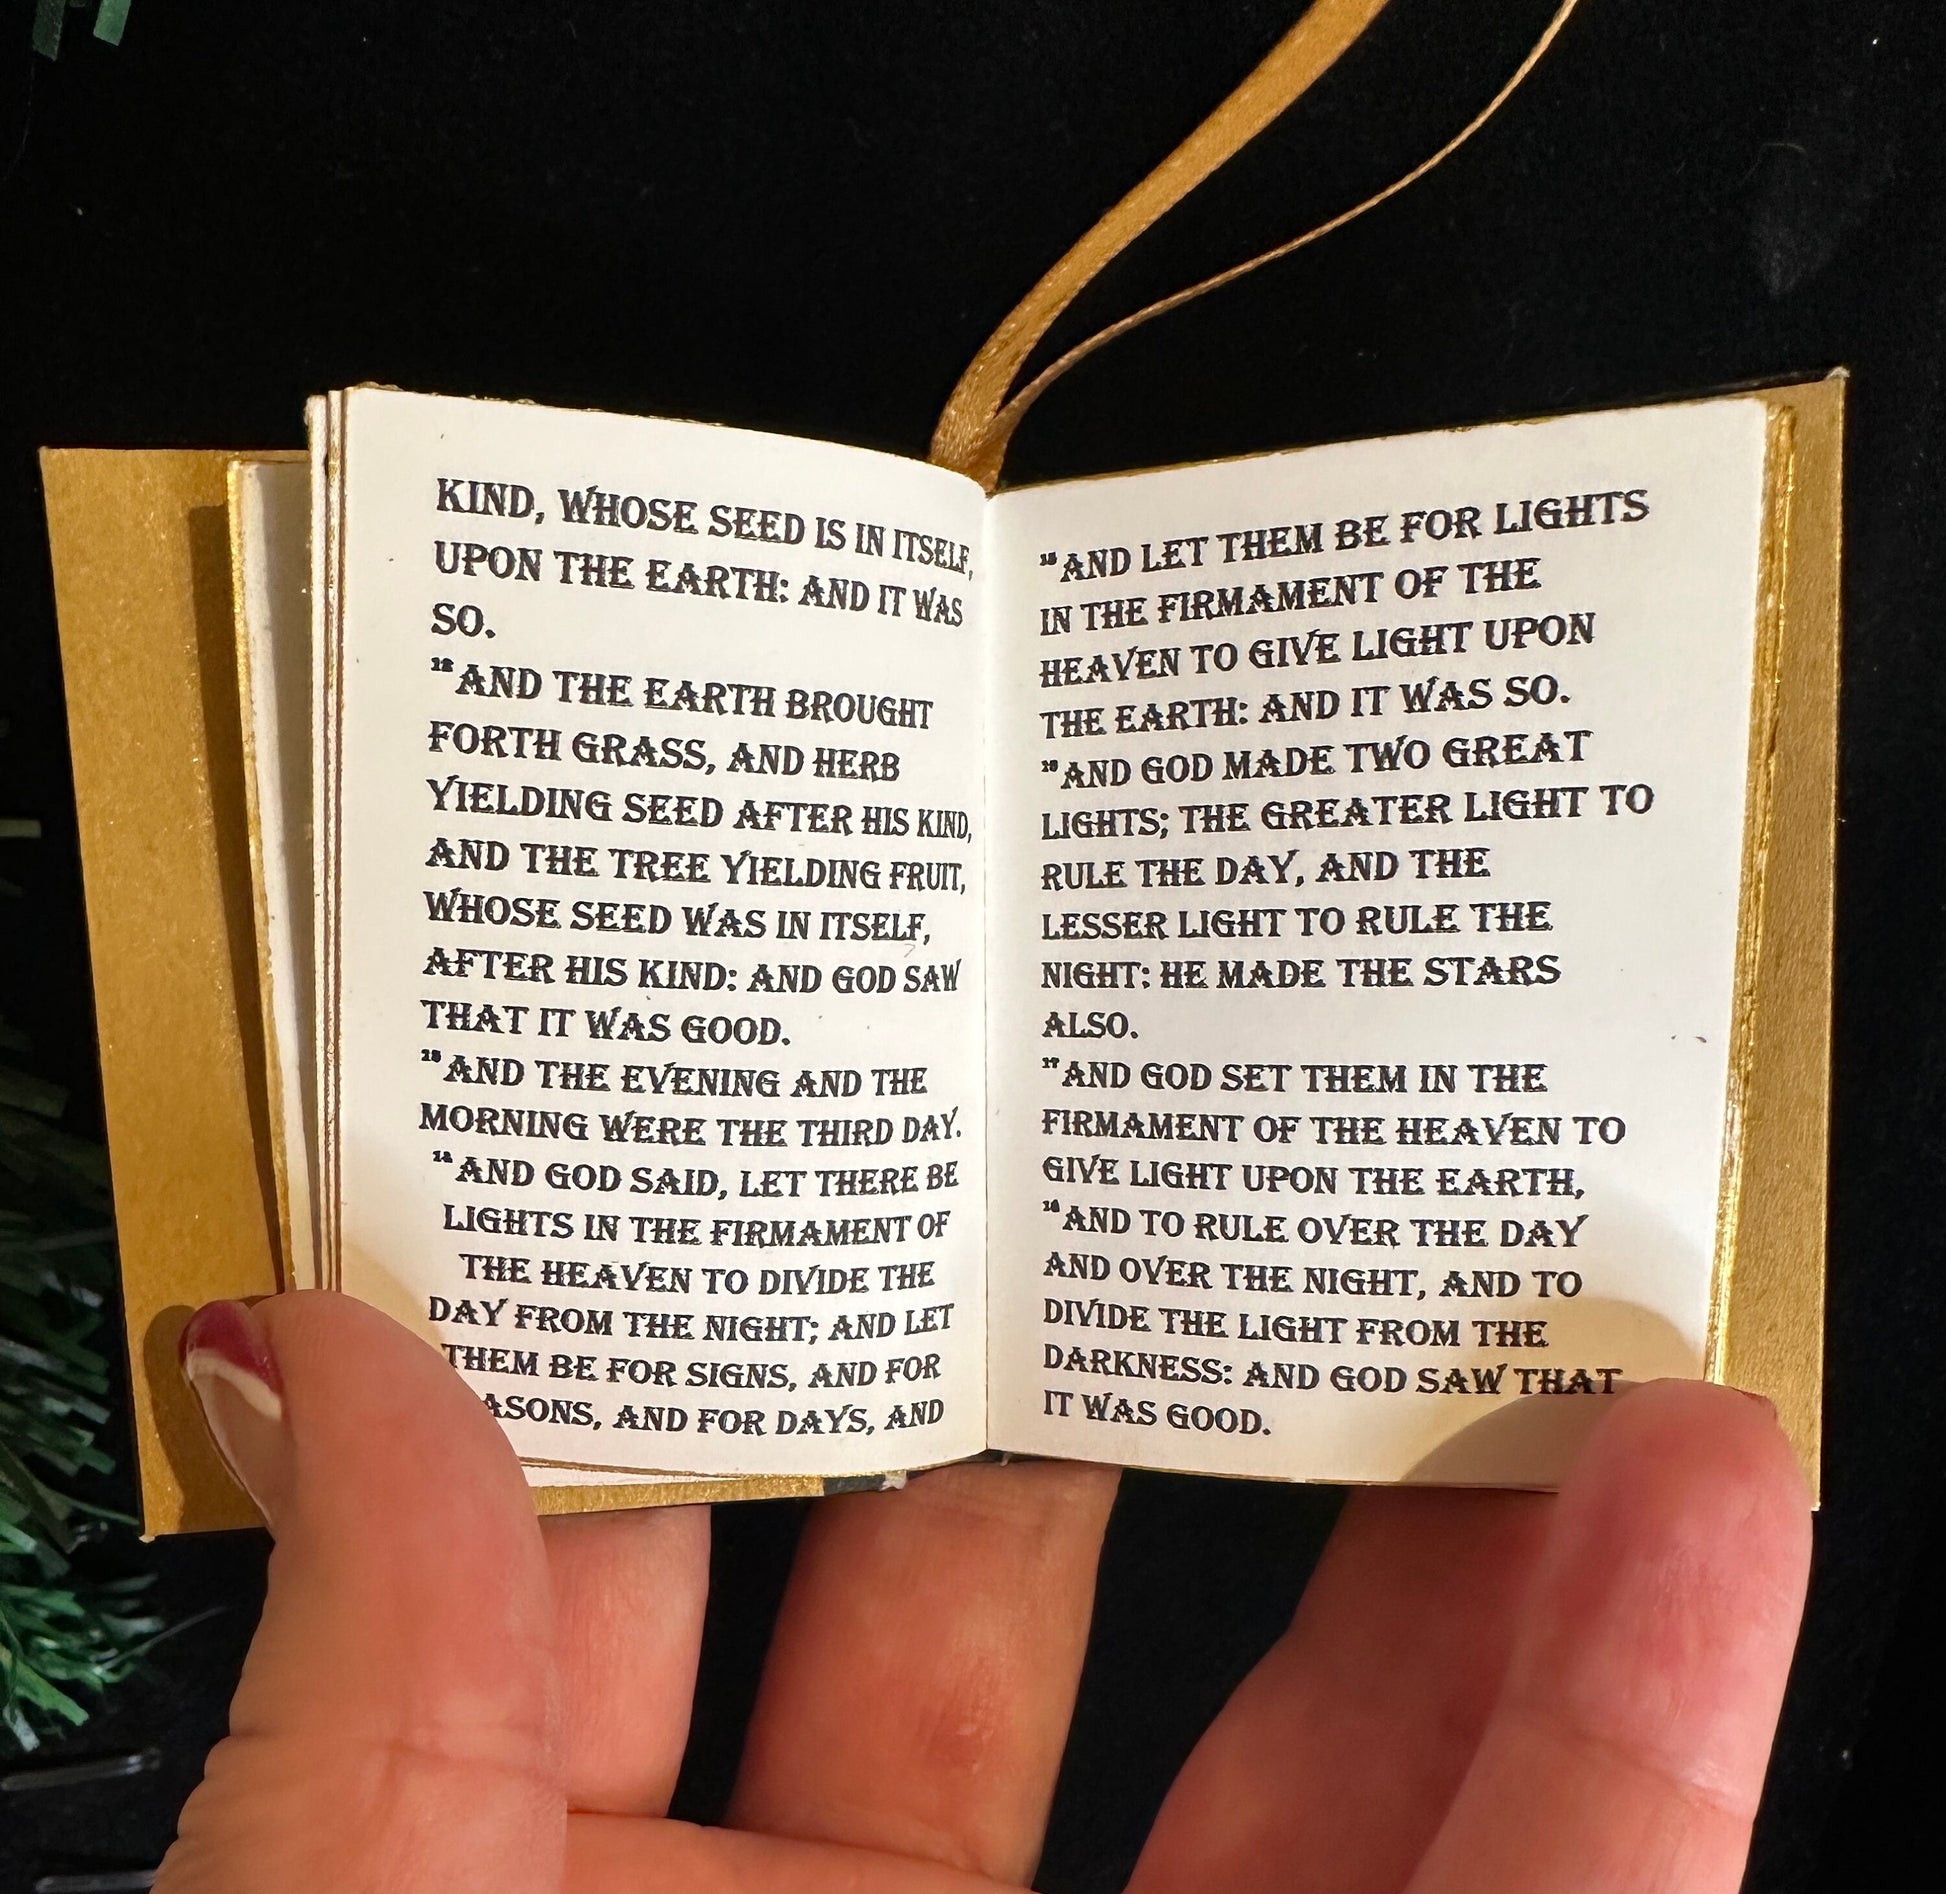 KIND, WHOSE SEED IS IN ITSELF,
UPON THE EARTH: AND IT WAS
SO.
12 AND THE EARTH BROUGHT
FORTH GRASS, AND HERB
YIELDING SEED AFTER HIS KIND,
AND THE TREE YIELDING FRUIT,
WHOSE SEED WAS IN ITSELF,
AFTER HIS KIND: AND GOD SAW
THAT IT WAS GOOD.
13 AND THE EVENING AND THE
MORNING WERE THE THIRD DAY.
14 AND GOD SAID, LET THERE BE
LIGHTS IN THE FIRMAMENT OF
THE HEAVEN TO DIVIDE THE
DAY FROM THE NIGHT; AND LET
THEM BE FOR SIGNS, AND FOR
ASONS, AND FOR DAYS, AND
15 AND LET THEM BE FOR LIGHTS
IN THE FIRMAMENT OF THE
HEAVEN TO GIVE LIGHT UPON
THE EARTH: AND IT WAS SO.
16 AND GOD MADE TWO GREAT
LIGHTS; THE GREATER LIGHT TO
RULE THE DAY, AND THE
LESSER LIGHT TO RULE THE
NIGHT: HE MADE THE STARS
ALSO.
17 AND GOD SET THEM IN THE
FIRMAMENT OF THE HEAVEN TO
GIVE LIGHT UPON THE EARTH,
18 AND TO RULE OVER THE DAY
AND OVER THE NIGHT, AND TO
DIVIDE THE LIGHT FROM THE
DARKNESS: AND GOD SAW THAT
IT WAS GOOD.